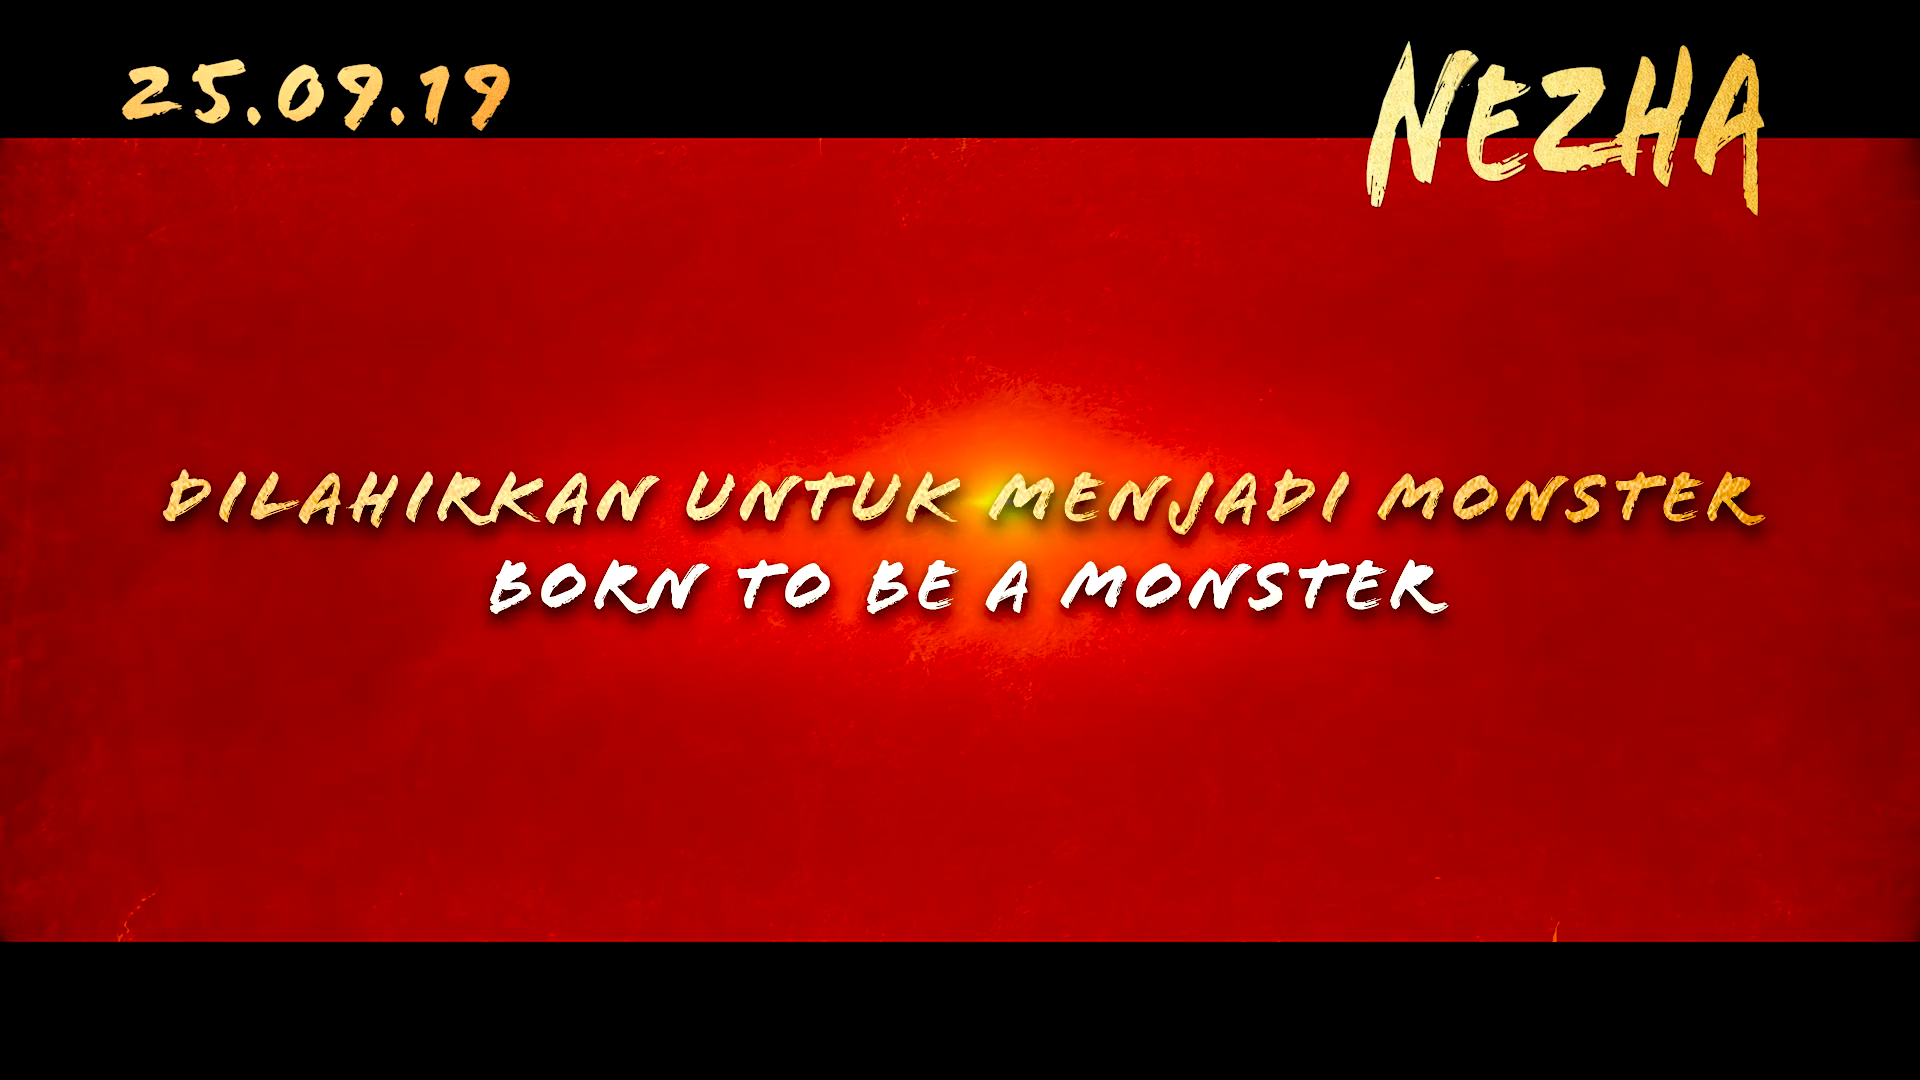 25.09.19
NEZHA
DILAHIRKAN UNTUK MENJADI MONSTER
BORN TO BE A MONSTER